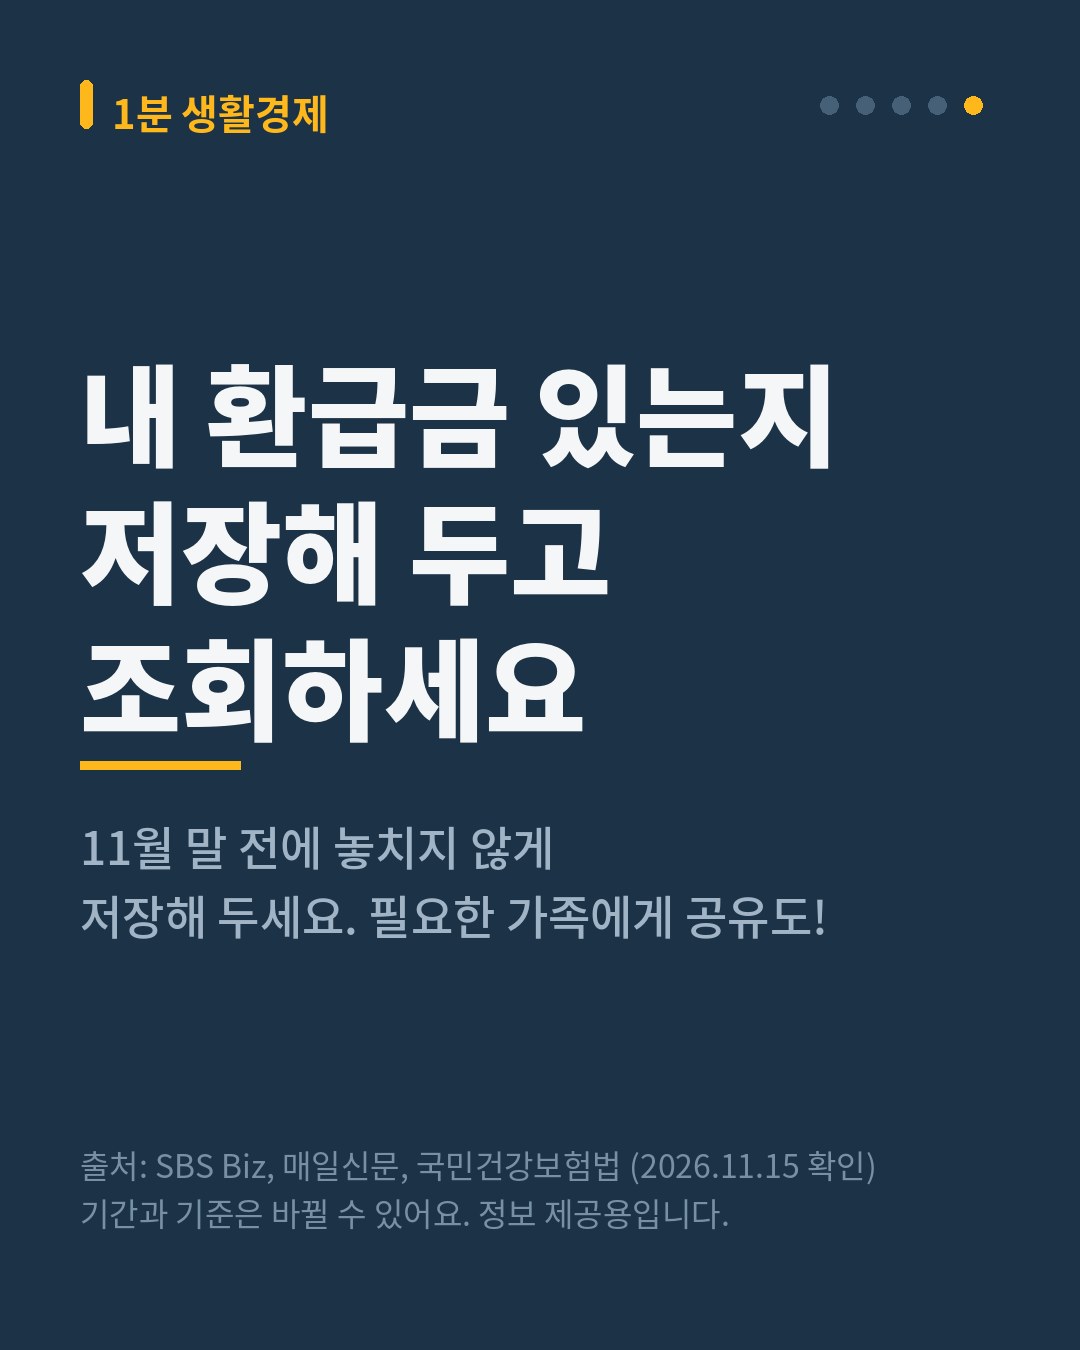 1분 생활경제
내 환급금 있는지
저장해 두고
조회하세요
11월 말 전에 놓치지 않게
저장해 두세요. 필요한 가족에게 공유도!
출처: SBS Biz, 매일신문, 국민건강보험법 (2026.11.15 확인)
기간과 기준은 바뀔 수 있어요. 정보 제공용입니다.